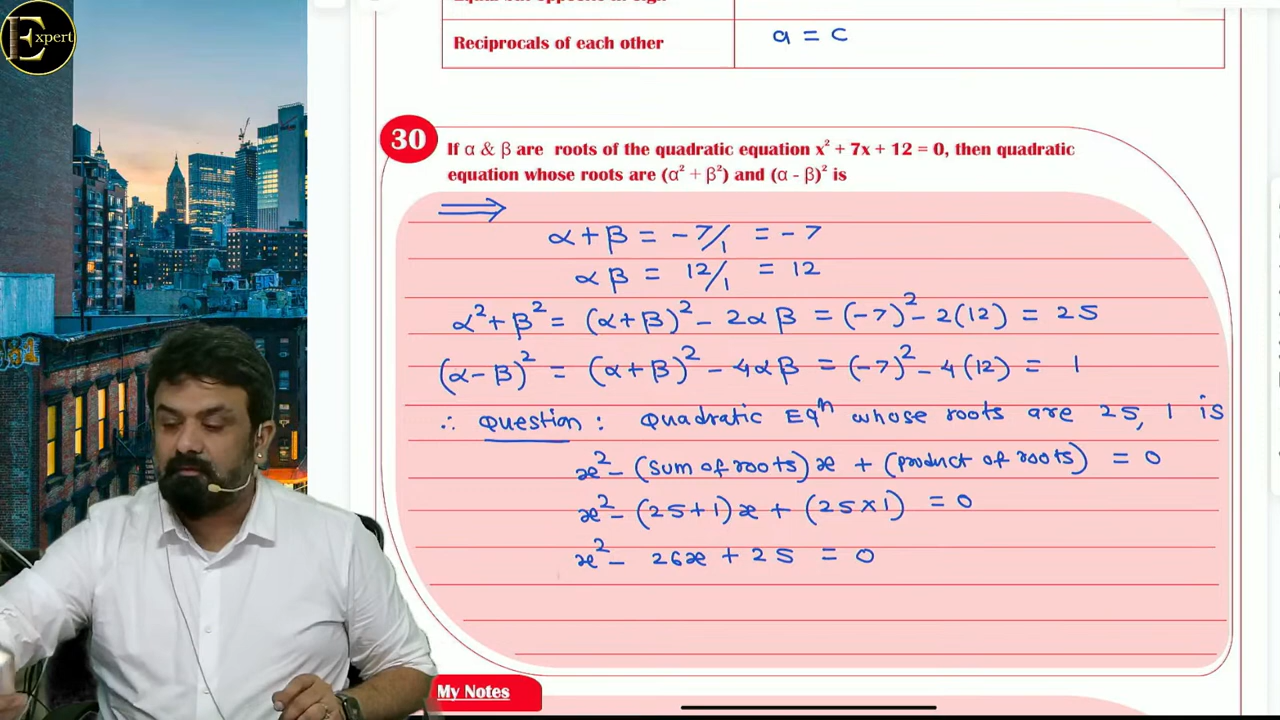 Expert
Reciprocals of each other
a = c
30
If α & β are roots of the quadratic equation x² + 7x + 12 = 0, then quadratic
equation whose roots are (α² + β²) and (α - β)² is
⟹
α + β = -7/1 = -7
αβ = 12/1 = 12
α² + β² = (α+β)² - 2αβ = (-7)² - 2(12) = 25
(α-β)² = (α+β)² - 4αβ = (-7)² - 4(12) = 1
∴ Question : Quadratic Eqⁿ whose roots are 25, 1 is
x² - (sum of roots)x + (product of roots) = 0
x² - (25+1)x + (25×1) = 0
x² - 26x + 25 = 0
My Notes